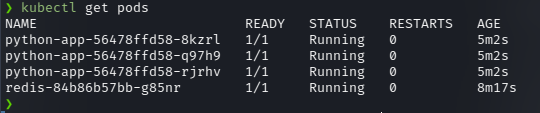 ❯ kubectl get pods
NAME READY STATUS RESTARTS AGE
python-app-56478ffd58-8kzrl 1/1 Running 0 5m2s
python-app-56478ffd58-q97h9 1/1 Running 0 5m2s
python-app-56478ffd58-rjrhv 1/1 Running 0 5m2s
redis-84b86b57bb-g85nr 1/1 Running 0 8m17s
❯